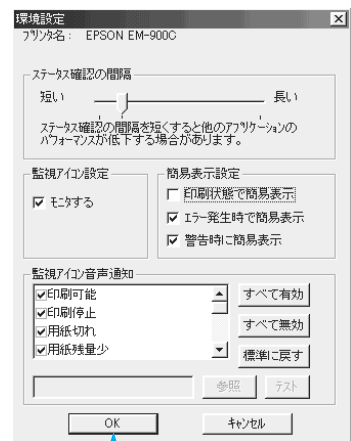 環境設定
プリンタ名： EPSON EM-900C
ステータス確認の間隔
短い 長い
ステータス確認の間隔を短くすると他のアプリケーションの
パフォーマンスが低下する場合があります。
監視アイコン設定
モニタする
簡易表示設定
印刷状態で簡易表示
エラー発生時で簡易表示
警告時に簡易表示
監視アイコン音声通知
印刷可能
印刷停止
用紙切れ
用紙残量少
すべて有効
すべて無効
標準に戻す
参照 テスト
OK キャンセル